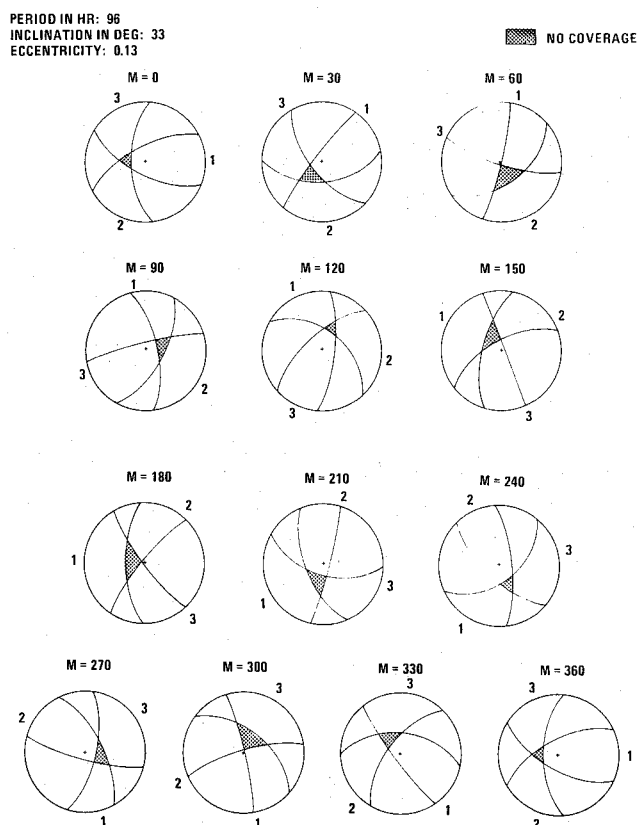 PERIOD IN HR: 96
INCLINATION IN DEG: 33
ECCENTRICITY: 0.13
NO COVERAGE
M = 0
3
1
2
M = 30
3
1
2
M = 60
1
3
2
M = 90
1
3
2
M = 120
1
2
3
M = 150
1
2
3
M = 180
2
1
3
M = 210
2
3
1
M = 240
2
3
1
M = 270
3
2
1
M = 300
3
2
1
M = 330
3
2
1
M = 360
3
1
2